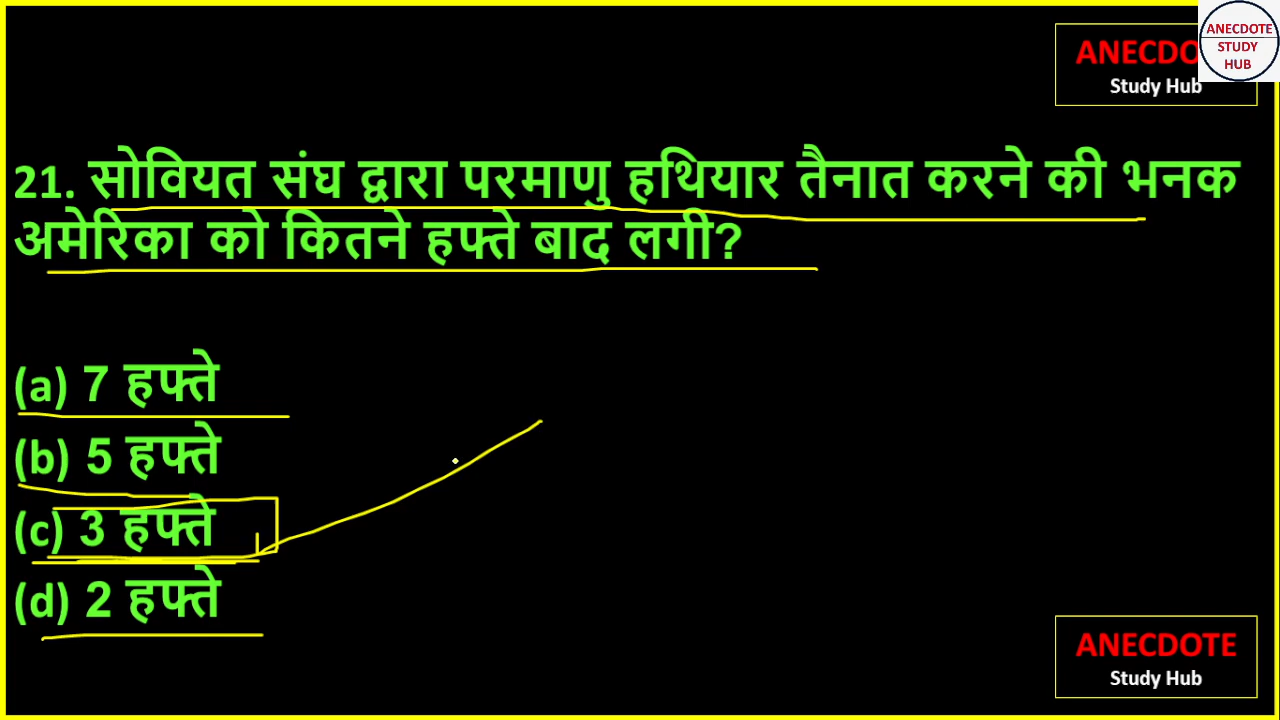 ANECDOTE
STUDY
HUB
ANECDO
Study Hub
21. सोवियत संघ द्वारा परमाणु हथियार तैनात करने की भनक
अमेरिका को कितने हफ्ते बाद लगी?
(a) 7 हफ्ते
(b) 5 हफ्ते
(c) 3 हफ्ते
(d) 2 हफ्ते
ANECDOTE
Study Hub